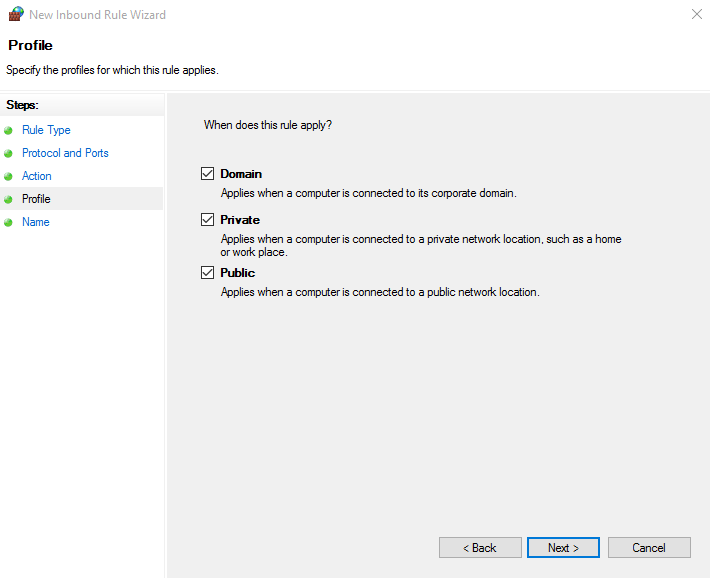 New Inbound Rule Wizard
Profile
Specify the profiles for which this rule applies.
Steps:
Rule Type
Protocol and Ports
Action
Profile
Name
When does this rule apply?
Domain
Applies when a computer is connected to its corporate domain.
Private
Applies when a computer is connected to a private network location, such as a home
or work place.
Public
Applies when a computer is connected to a public network location.
< Back
Next >
Cancel